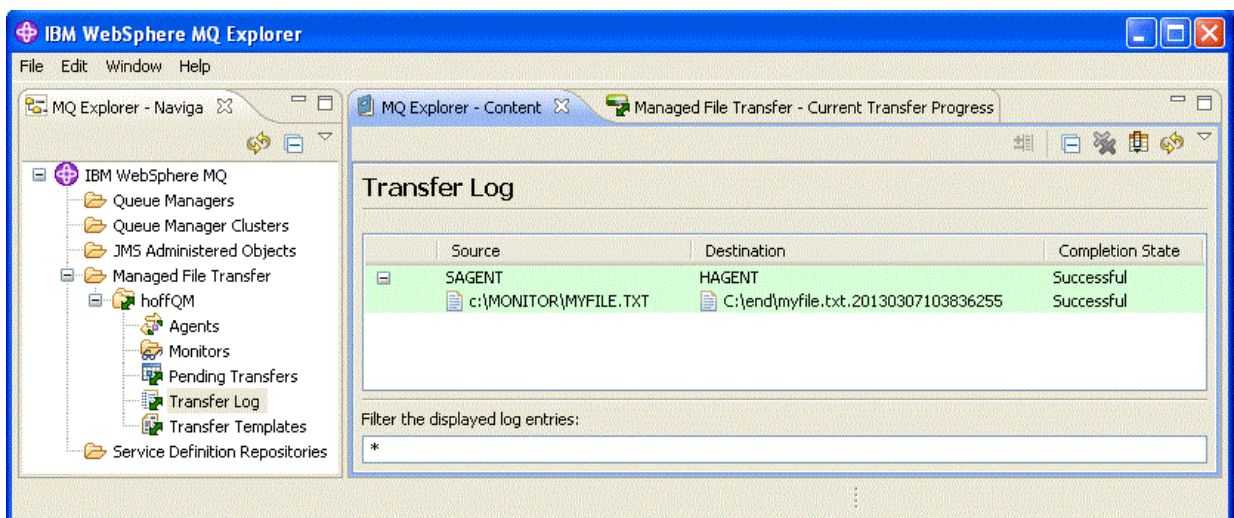 IBM WebSphere MQ Explorer
File Edit Window Help
MQ Explorer - Naviga
IBM WebSphere MQ
Queue Managers
Queue Manager Clusters
JMS Administered Objects
Managed File Transfer
hoffQM
Agents
Monitors
Pending Transfers
Transfer Log
Transfer Templates
Service Definition Repositories
MQ Explorer - Content Managed File Transfer - Current Transfer Progress
Transfer Log
Source Destination Completion State
SAGENT HAGENT Successful
c:\MONITOR\MYFILE.TXT C:\end\myfile.txt.20130307103836255 Successful
Filter the displayed log entries:
*